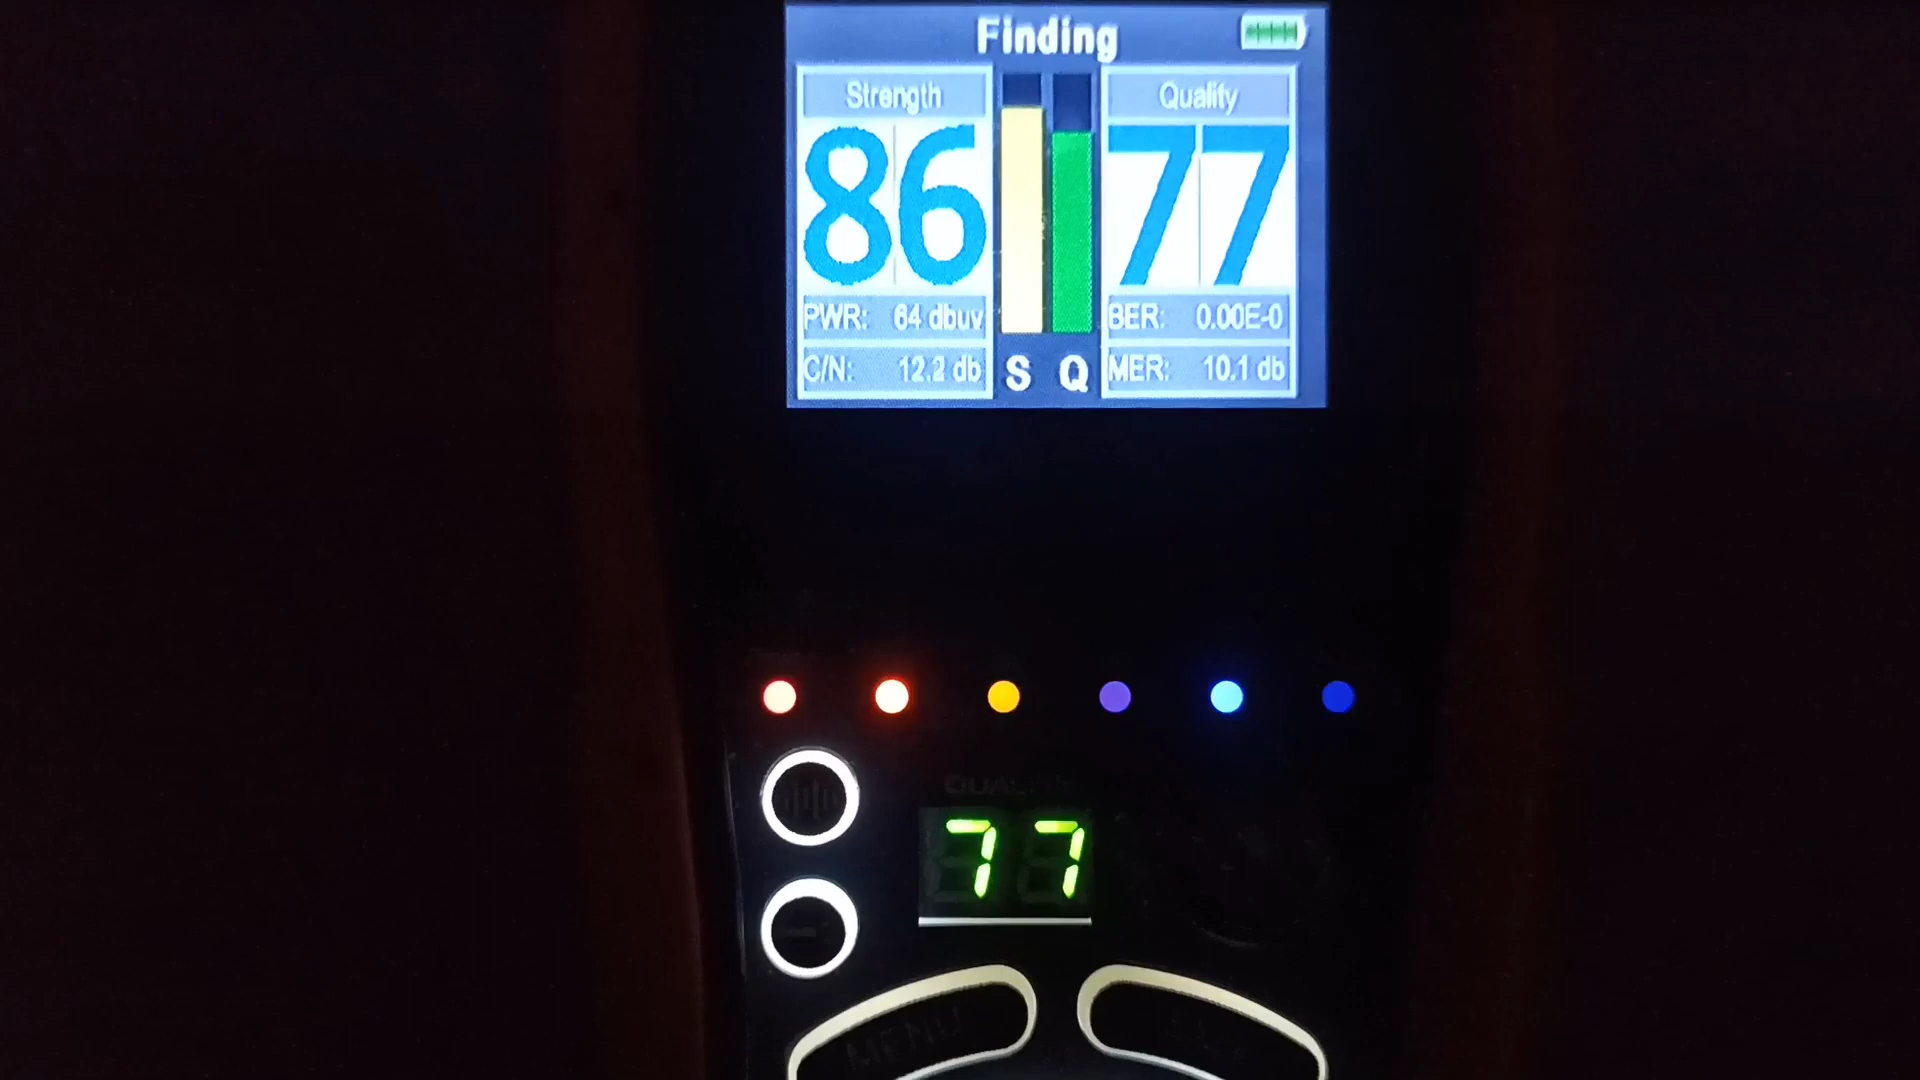 Finding
Strength
Quality
86
77
PWR: 64 dbuv
BER: 0.00E-0
C/N: 12.2 db
S Q
MER: 10.1 db
QUALITY
77
MENU